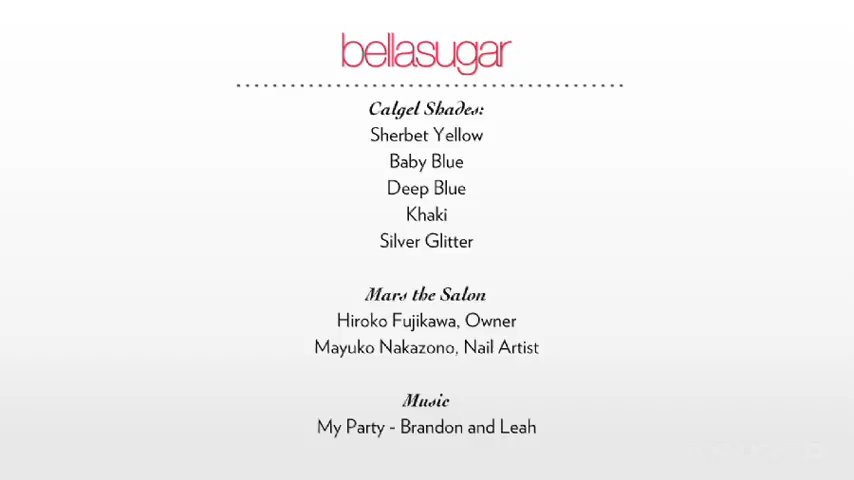 bellasugar
Calgel Shades:
Sherbet Yellow
Baby Blue
Deep Blue
Khaki
Silver Glitter
Mars the Salon
Hiroko Fujikawa, Owner
Mayuko Nakazono, Nail Artist
Music
My Party - Brandon and Leah